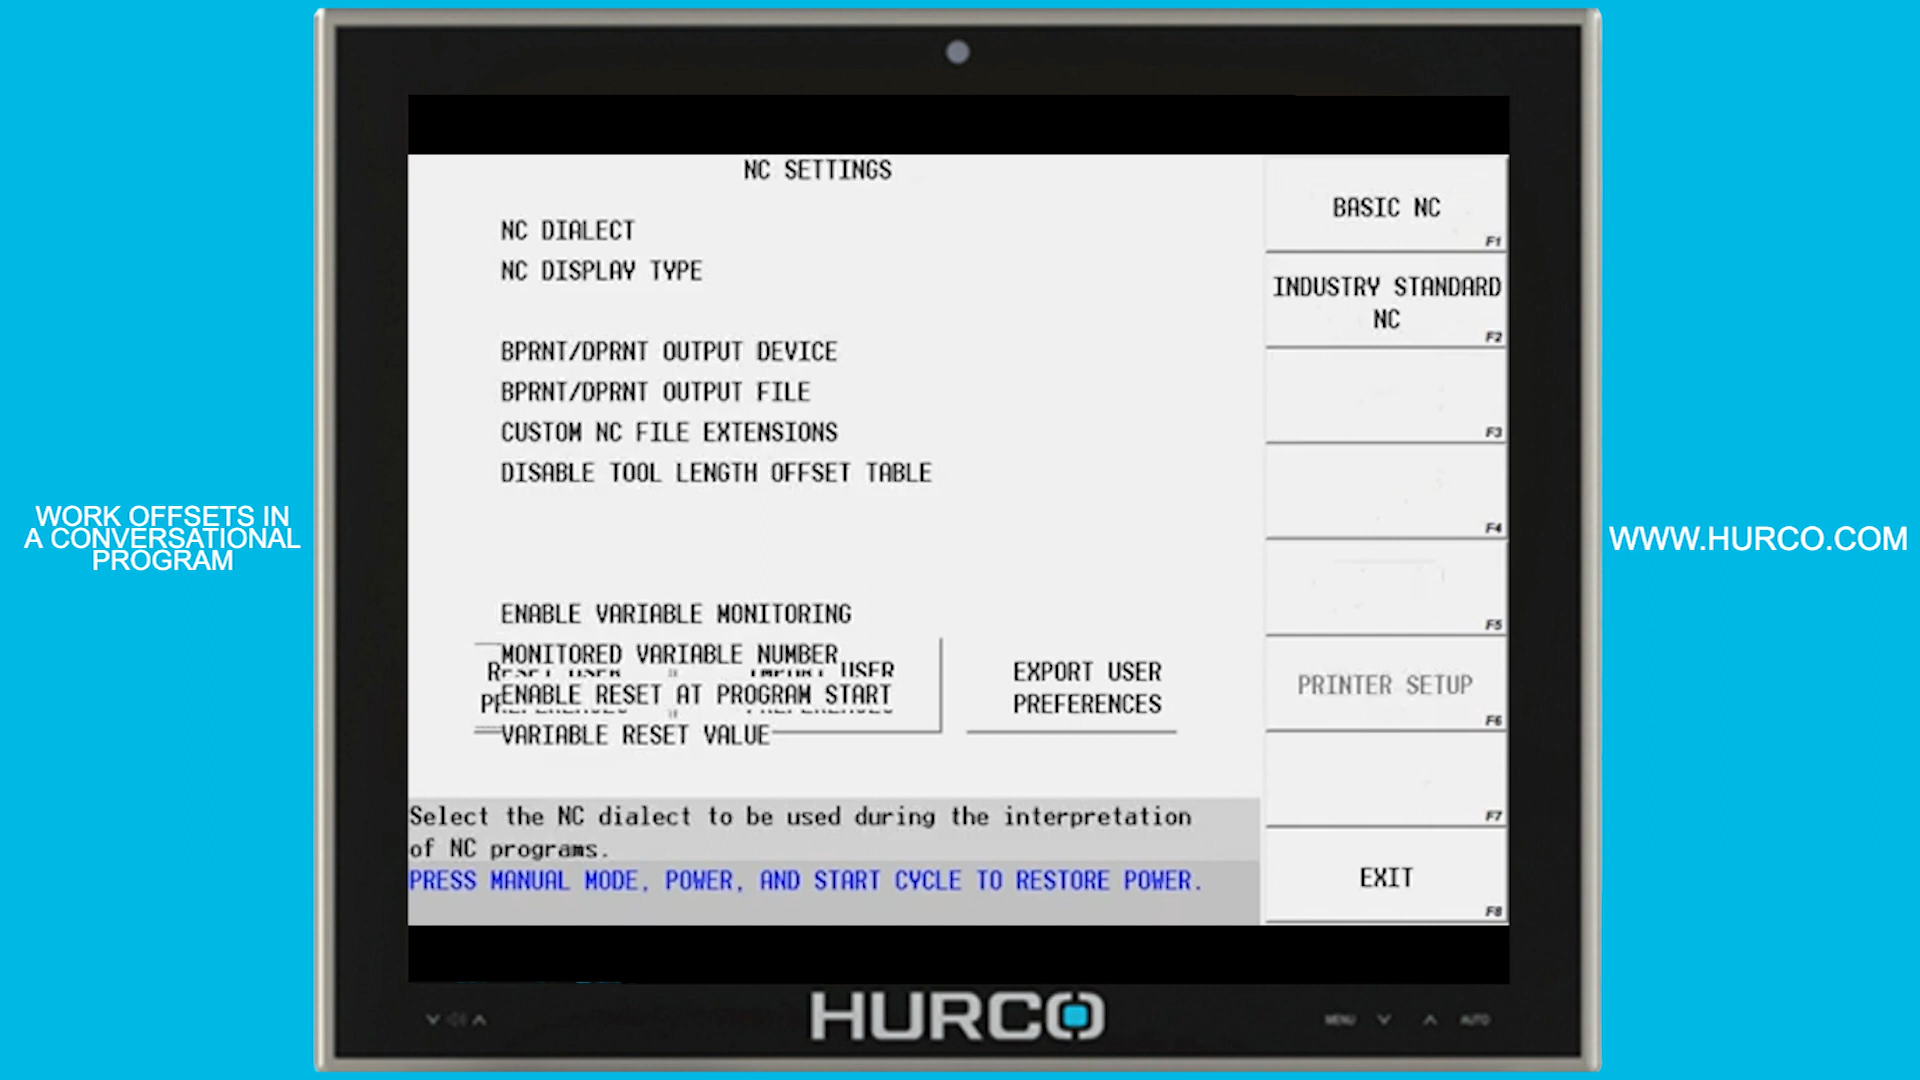 NC SETTINGS
NC DIALECT
NC DISPLAY TYPE
BPRNT/DPRNT OUTPUT DEVICE
BPRNT/DPRNT OUTPUT FILE
CUSTOM NC FILE EXTENSIONS
DISABLE TOOL LENGTH OFFSET TABLE
ENABLE VARIABLE MONITORING
MONITORED VARIABLE NUMBER
USER
ENABLE RESET AT PROGRAM START
VARIABLE RESET VALUE
EXPORT USER
PREFERENCES
Select the NC dialect to be used during the interpretation
of NC programs.
PRESS MANUAL MODE, POWER, AND START CYCLE TO RESTORE POWER.
BASIC NC
F1
INDUSTRY STANDARD
NC
F2
F3
F4
F5
PRINTER SETUP
F6
F7
EXIT
F8
WORK OFFSETS IN
A CONVERSATIONAL
PROGRAM
WWW.HURCO.COM
HURCO
MENU
AUTO